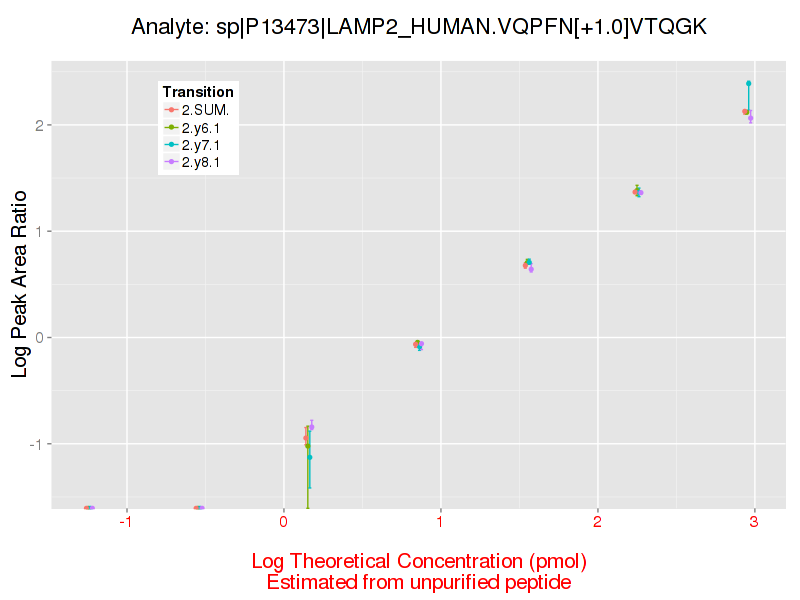 Analyte: sp|P13473|LAMP2_HUMAN.VQPFN[+1.0]VTQGK
Transition
2.SUM.
2.y6.1
2.y7.1
2.y8.1
Log Peak Area Ratio
2
1
0
-1
-1
0
1
2
3
Log Theoretical Concentration (pmol)
Estimated from unpurified peptide